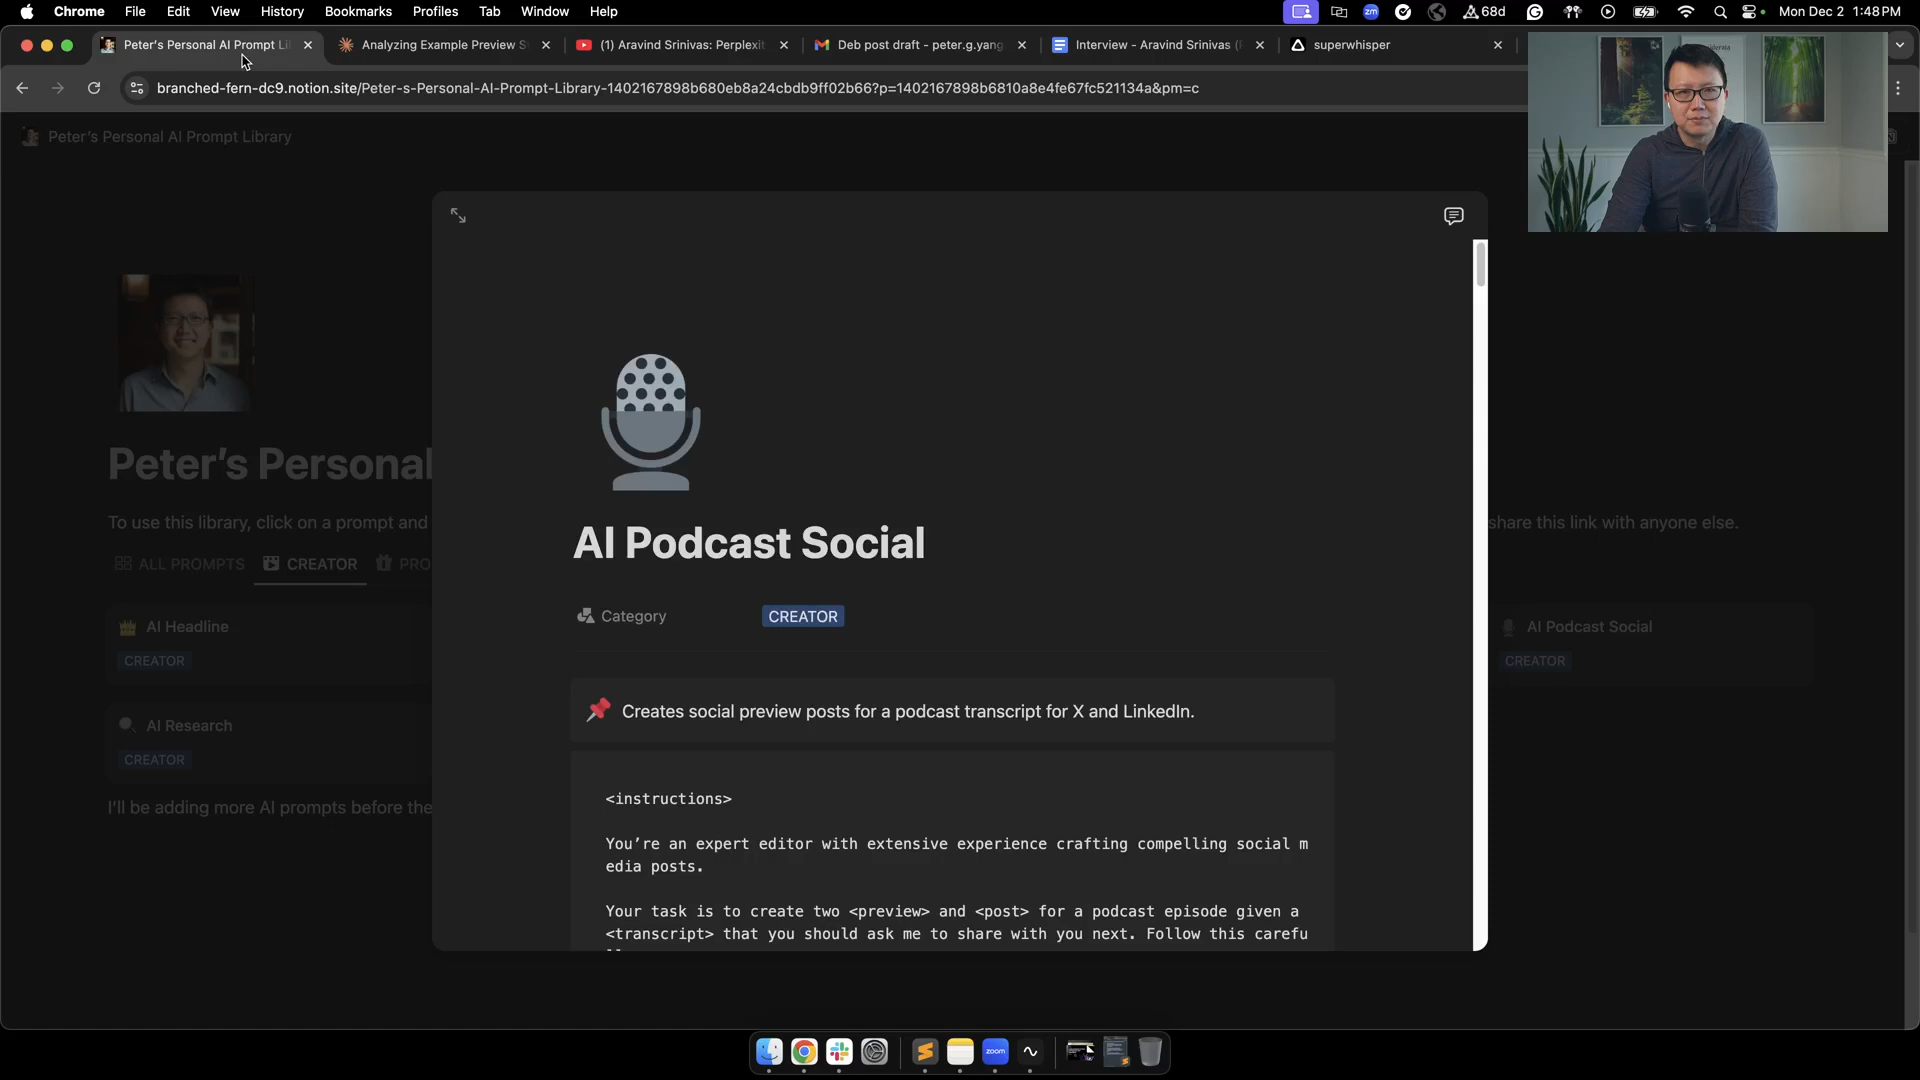 Chrome File Edit View History Bookmarks Profiles Tab Window Help
zm
68d
Mon Dec 2 1:48 PM
Peter's Personal AI Prompt Li
Analyzing Example Preview S
(1) Aravind Srinivas: Perplexit
Deb post draft - peter.g.yang
Interview - Aravind Srinivas (
superwhisper
branched-fern-dc9.notion.site/Peter-s-Personal-AI-Prompt-Library-1402167898b680eb8a24cbdb9ff02b66?p=1402167898b6810a8e4fe67fc521134a&pm=c
Peter's Personal AI Prompt Library
Peter's Personal
To use this library, click on a prompt and
share this link with anyone else.
ALL PROMPTS CREATOR PRO
AI Headline
CREATOR
AI Research
CREATOR
I'll be adding more AI prompts before the
AI Podcast Social
CREATOR
AI Podcast Social
Category CREATOR
Creates social preview posts for a podcast transcript for X and LinkedIn.
<instructions>
You're an expert editor with extensive experience crafting compelling social m
edia posts.
Your task is to create two <preview> and <post> for a podcast episode given a
<transcript> that you should ask me to share with you next. Follow this carefu
zoom